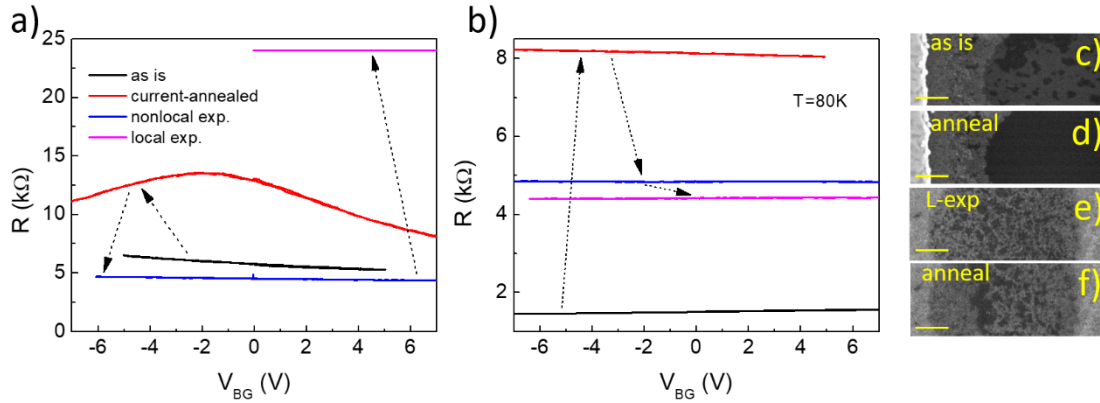 a)
25
20
15
10
5
0
R (kΩ)
as is
current-annealed
nonlocal exp.
local exp.
-6 -4 -2 0 2 4 6
V_BG (V)
b)
8
6
4
2
R (kΩ)
T=80K
-6 -4 -2 0 2 4 6
V_BG (V)
as is c)
anneal d)
L-exp e)
anneal f)